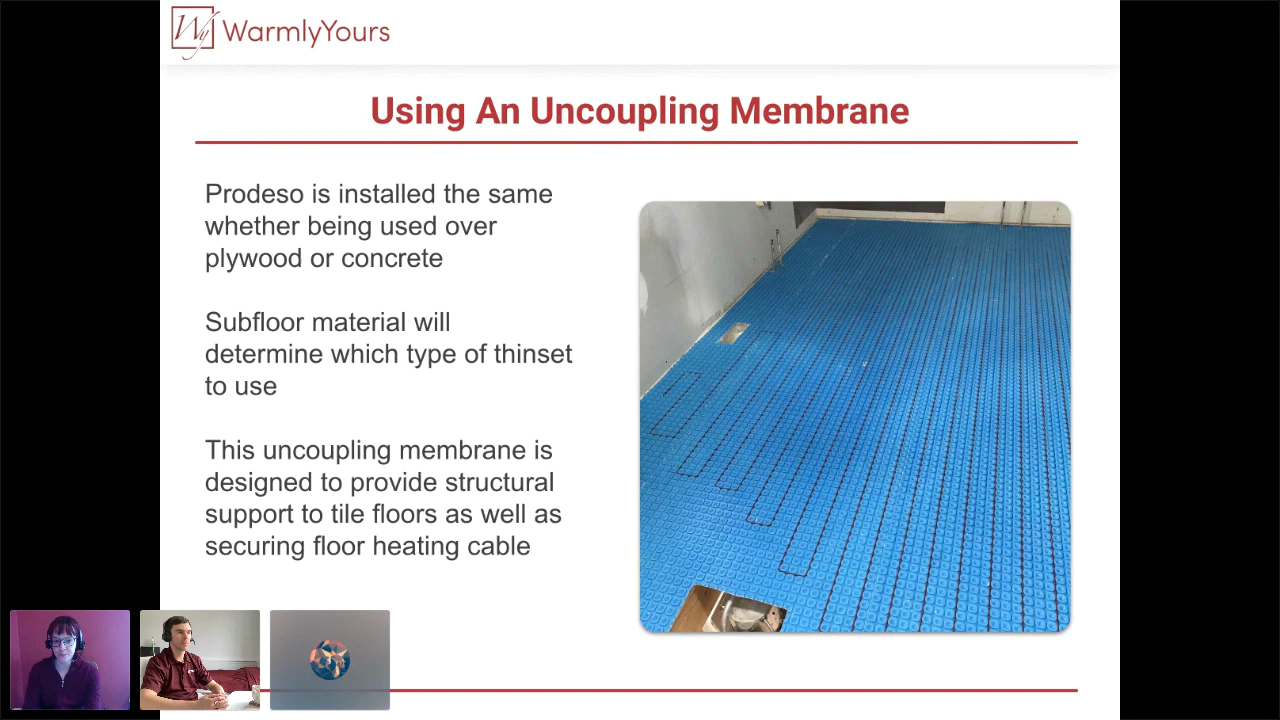 WarmlyYours
Using An Uncoupling Membrane
Prodeso is installed the same
whether being used over
plywood or concrete
Subfloor material will
determine which type of thinset
to use
This uncoupling membrane is
designed to provide structural
support to tile floors as well as
securing floor heating cable